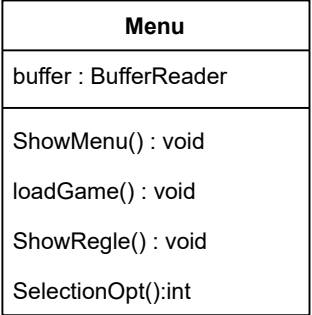 Menu
buffer : BufferReader
ShowMenu() : void
loadGame() : void
ShowRegle() : void
SelectionOpt():int